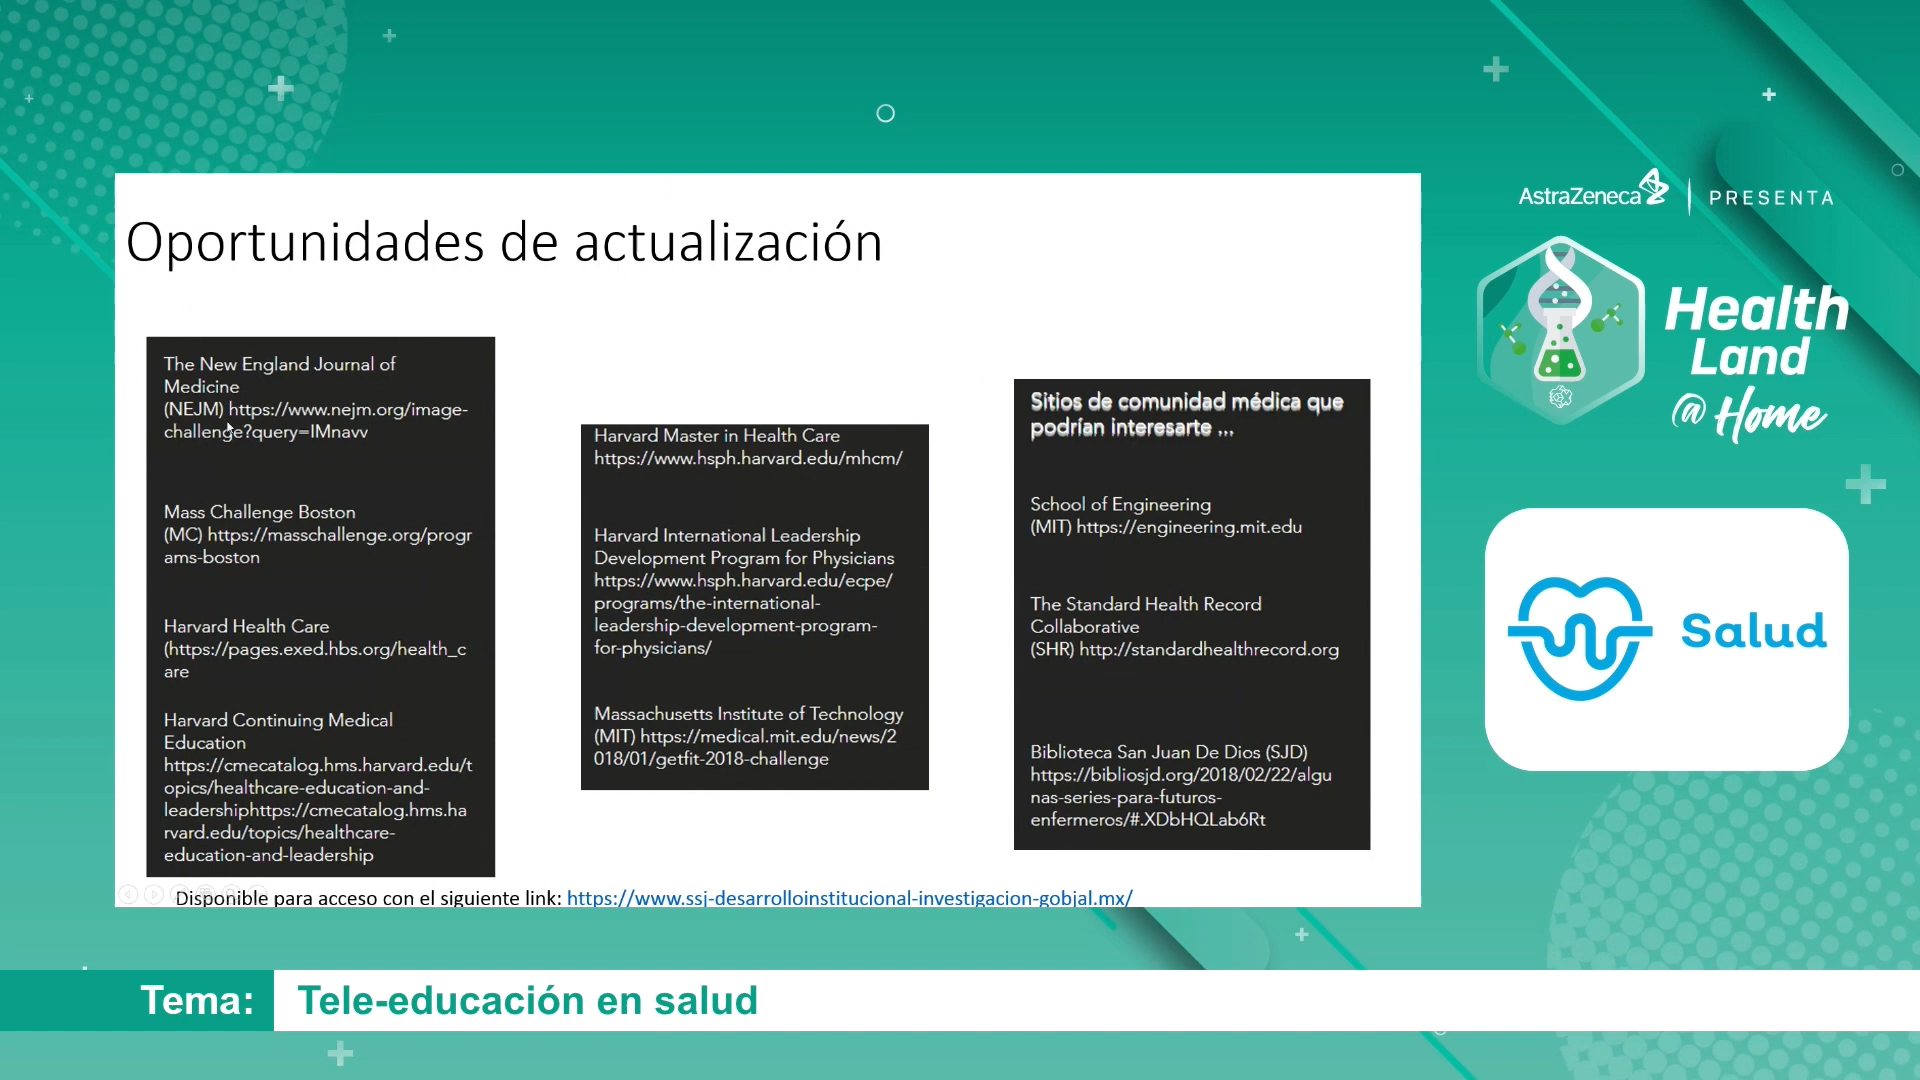 Oportunidades de actualización
The New England Journal of
Medicine
(NEJM) https://www.nejm.org/image-
challenge?query=IMnavv
Mass Challenge Boston
(MC) https://masschallenge.org/progr
ams-boston
Harvard Health Care
(https://pages.exed.hbs.org/health_c
are
Harvard Continuing Medical
Education
https://cmecatalog.hms.harvard.edu/t
opics/healthcare-education-and-
leadershiphttps://cmecatalog.hms.ha
rvard.edu/topics/healthcare-
education-and-leadership
Harvard Master in Health Care
https://www.hsph.harvard.edu/mhcm/
Harvard International Leadership
Development Program for Physicians
https://www.hsph.harvard.edu/ecpe/
programs/the-international-
leadership-development-program-
for-physicians/
Massachusetts Institute of Technology
(MIT) https://medical.mit.edu/news/2
018/01/getfit-2018-challenge
Sitios de comunidad médica que
podrían interesarte ...
School of Engineering
(MIT) https://engineering.mit.edu
The Standard Health Record
Collaborative
(SHR) http://standardhealthrecord.org
Biblioteca San Juan De Dios (SJD)
https://bibliosjd.org/2018/02/22/algu
nas-series-para-futuros-
enfermeros/#.XDbHQLab6Rt
Disponible para acceso con el siguiente link: https://www.ssj-desarrolloinstitucional-investigacion-gobjal.mx/
AstraZeneca PRESENTA
Health
Land
@Home
Salud
Tema: Tele-educación en salud